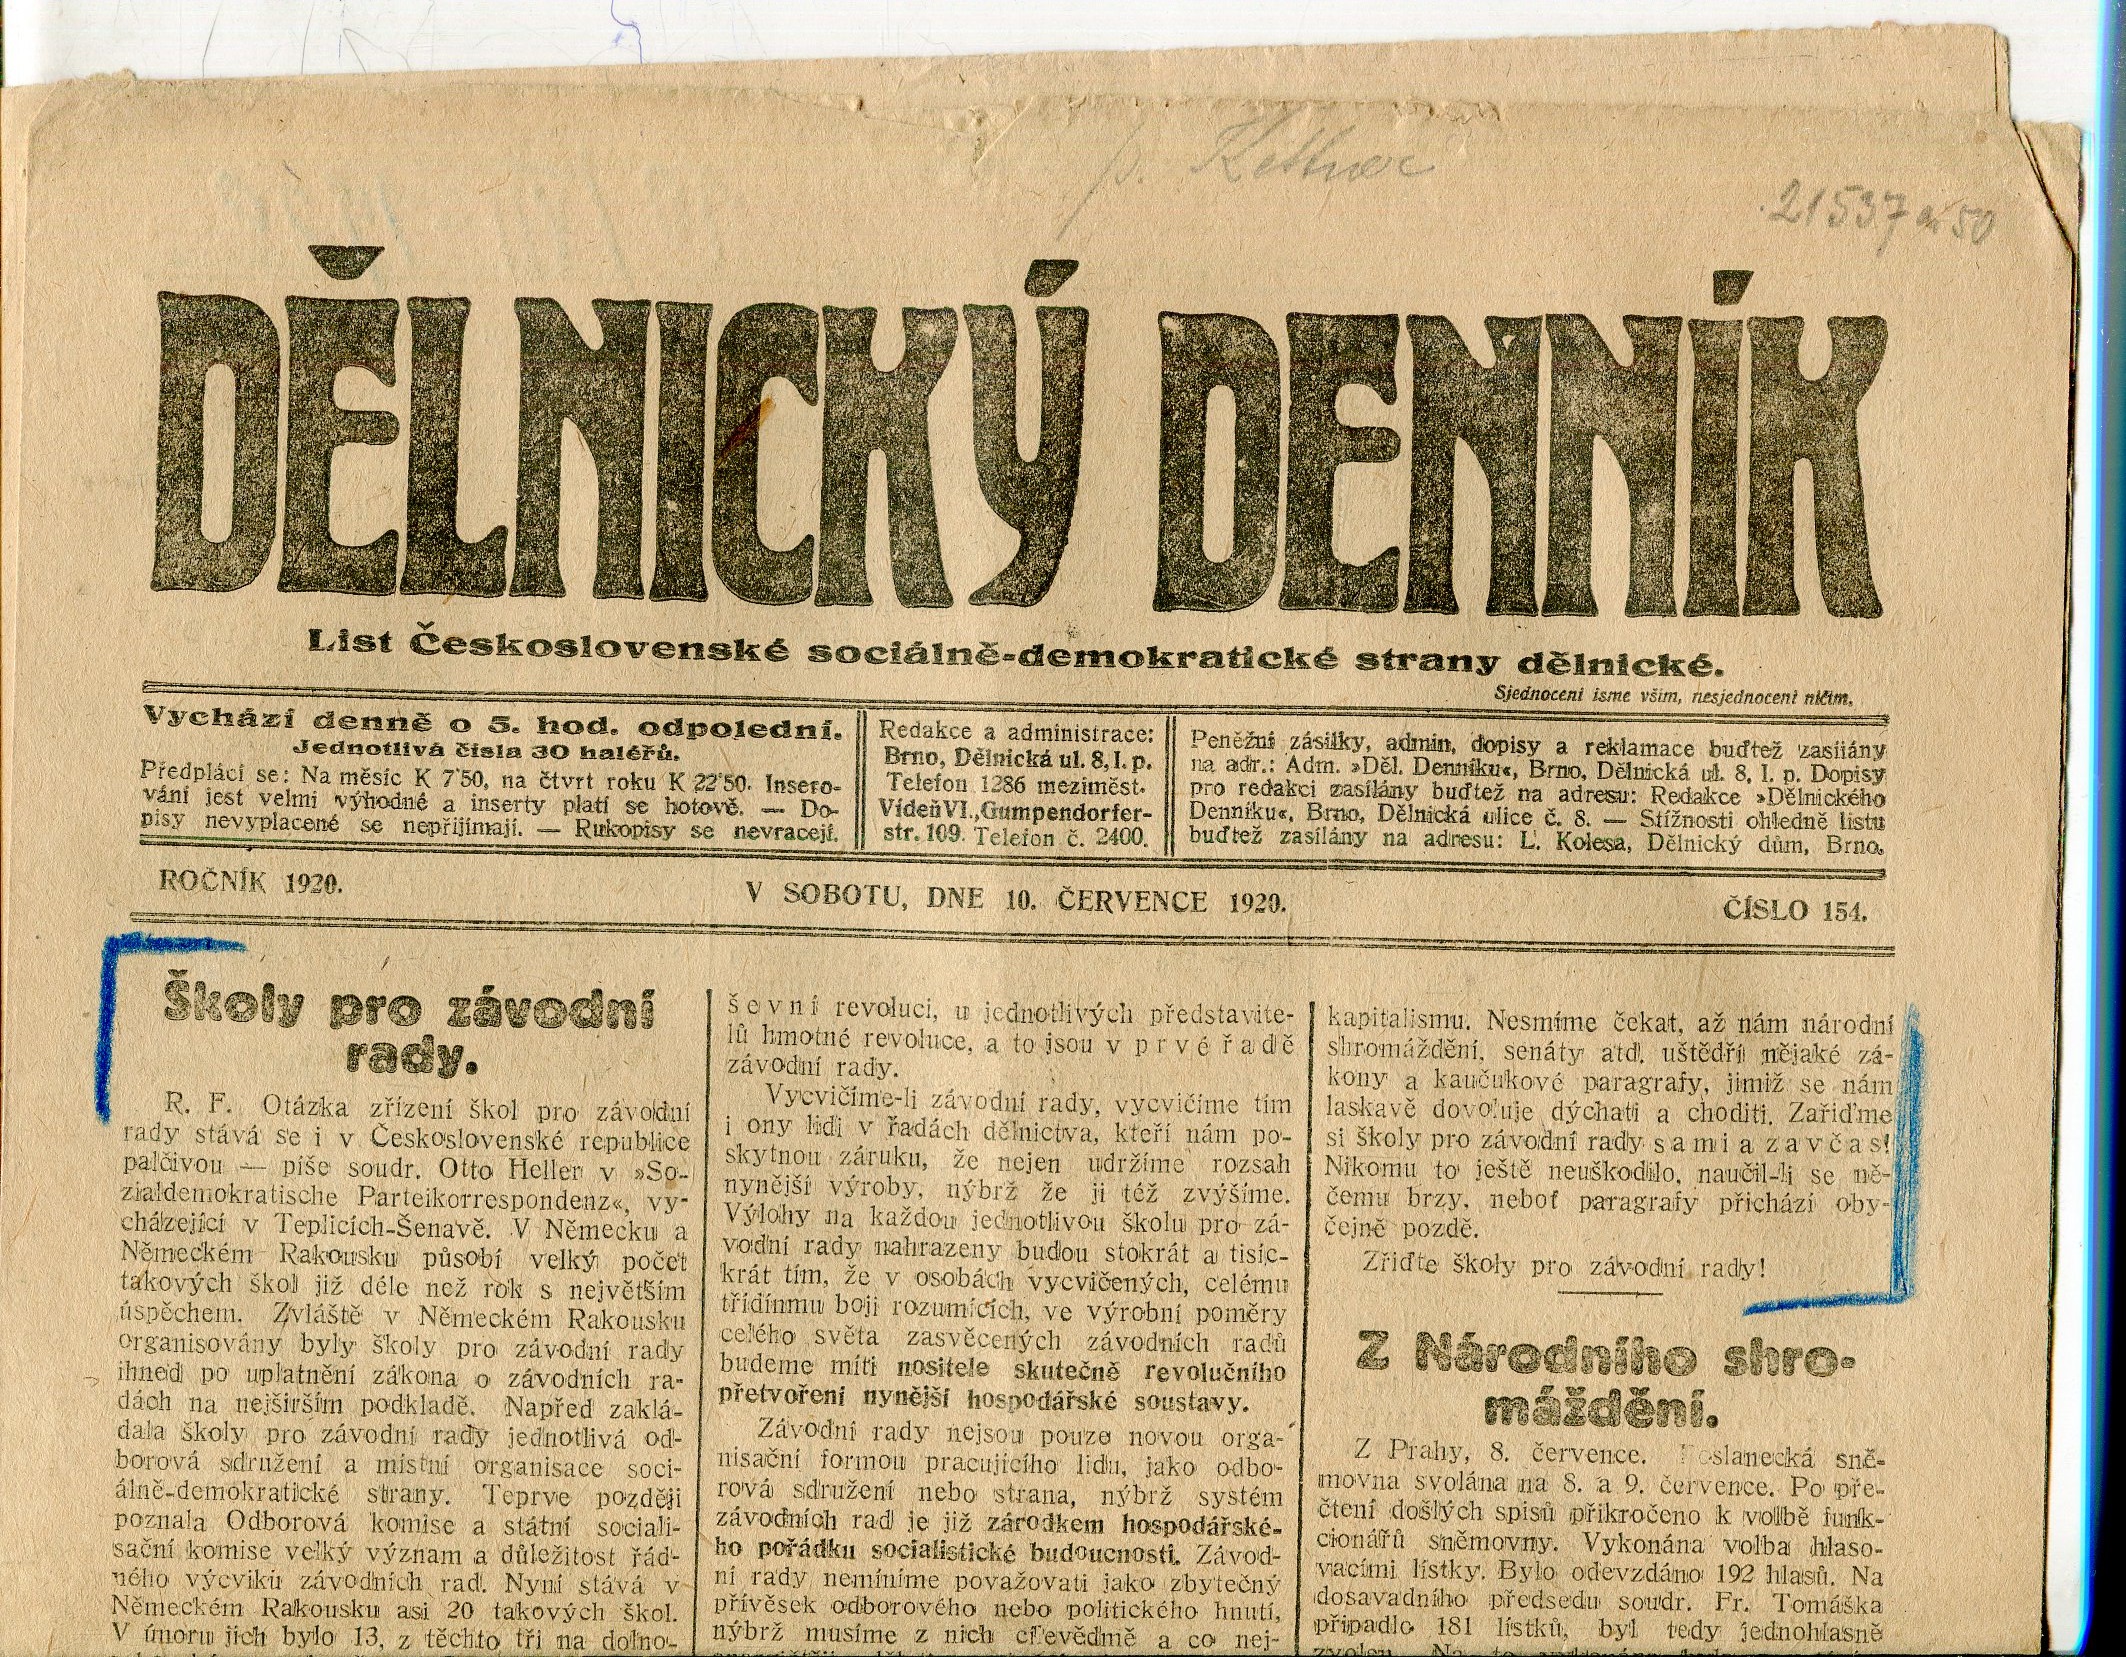 p. Kettner
21537 50
DĚLNICKÝ DENNÍK
List Československé sociálně-demokratické strany dělnické.
Sjednoceni jsme vším, nesjednoceni ničím.
Vychází denně o 5. hod. odpolední.
Jednotlivá čísla 30 haléřů.
Předplácí se: Na měsíc K 7·50, na čtvrt roku K 22·50. Insero-
vání jest velmi výhodné a inserty platí se hotově. — Do-
pisy nevyplacené se nepřijímají. — Rukopisy se nevracejí.
Redakce a administrace:
Brno, Dělnická ul. 8, I. p.
Telefon 1286 meziměst.
Vídeň VI., Gumpendorfer-
str. 109. Telefon č. 2400.
Peněžní zásilky, admin. dopisy a reklamace buďtež zasílány
na adr.: Adm. »Děl. Denníku«, Brno, Dělnická ul. 8, I. p. Dopisy
pro redakci zasílány buďtež na adresu: Redakce »Dělnického
Denníku«, Brno, Dělnická ulice č. 8. — Stížnosti ohledně listu
buďtež zasílány na adresu: L. Kolesa, Dělnický dům, Brno.
ROČNÍK 1920.
V SOBOTU, DNE 10. ČERVENCE 1920.
ČÍSLO 154.
Školy pro závodní
rady.
R. F. Otázka zřízení škol pro závodní
rady stává se i v Československé republice
palčivou — píše soudr. Otto Heller v »So-
zialdemokratische Parteikorrespondenz«, vy-
cházející v Teplicích-Šenavě. V Německu a
Německém Rakousku působí velký počet
takových škol již déle než rok s největším
úspěchem. Zvláště v Německém Rakousku
organisovány byly školy pro závodní rady
ihned po uplatnění zákona o závodních ra-
dách na nejširším podkladě. Napřed zaklá-
dala školy pro závodní rady jednotlivá od-
borová sdružení a místní organisace soci-
álně-demokratické strany. Teprve později
poznala Odborová komise a státní sociali-
sační komise velký význam a důležitost řád-
ného výcviku závodních rad. Nyní stává v
Německém Rakousku asi 20 takových škol.
V únoru jich bylo 13, z těchto tři na dolno-
ševní revoluci, u jednotlivých představite-
lů hmotné revoluce, a to jsou v prvé řadě
závodní rady.
Vycvičíme-li závodní rady, vycvičíme tím
i ony lidi v řadách dělnictva, kteří nám po-
skytnou záruku, že nejen udržíme rozsah
nynější výroby, nýbrž že ji též zvýšíme.
Výlohy na každou jednotlivou školu pro zá-
vodní rady nahrazeny budou stokrát a tisíc-
krát tím, že v osobách vycvičených, celému
třídínmu boji rozumících, ve výrobní poměry
celého světa zasvěcených závodních radů
budeme míti nositele skutečně revolučního
přetvoření nynější hospodářské soustavy.
Závodní rady nejsou pouze novou orga-
nisační formou pracujícího lidu, jako odbo-
rová sdružení nebo strana, nýbrž systém
závodních rad je již zárodkem hospodářské-
ho pořádku socialistické budoucnosti. Závod-
ní rady nemíníme považovati jako zbytečný
přívěsek odborového nebo politického hnutí,
nýbrž musíme z nich cílevědmě a co nej-
kapitalismu. Nesmíme čekat, až nám národní
shromáždění, senáty atd. uštědří nějaké zá-
kony a kaučukové paragrafy, jimiž se nám
laskavě dovoluje dýchati a choditi. Zařiďme
si školy pro závodní rady sami a zavčas!
Nikomu to ještě neuškodilo, naučil-li se ně-
čemu brzy, neboť paragrafy přichází oby-
čejně pozdě.
Zřiďte školy pro závodní rady!
Z Národního shro-
máždění.
Z Prahy, 8. července. Poslanecká sně-
movna svolána na 8. a 9. července. Po pře-
čtení došlých spisů přikročeno k volbě funk-
cionářů sněmovny. Vykonána volba hlaso-
vacími lístky. Bylo odevzdáno 192 hlasů. Na
dosavadního předsedu soudr. Fr. Tomáška
připadlo 181 lístků, byl tedy jednohlasně
zvolen. Na to